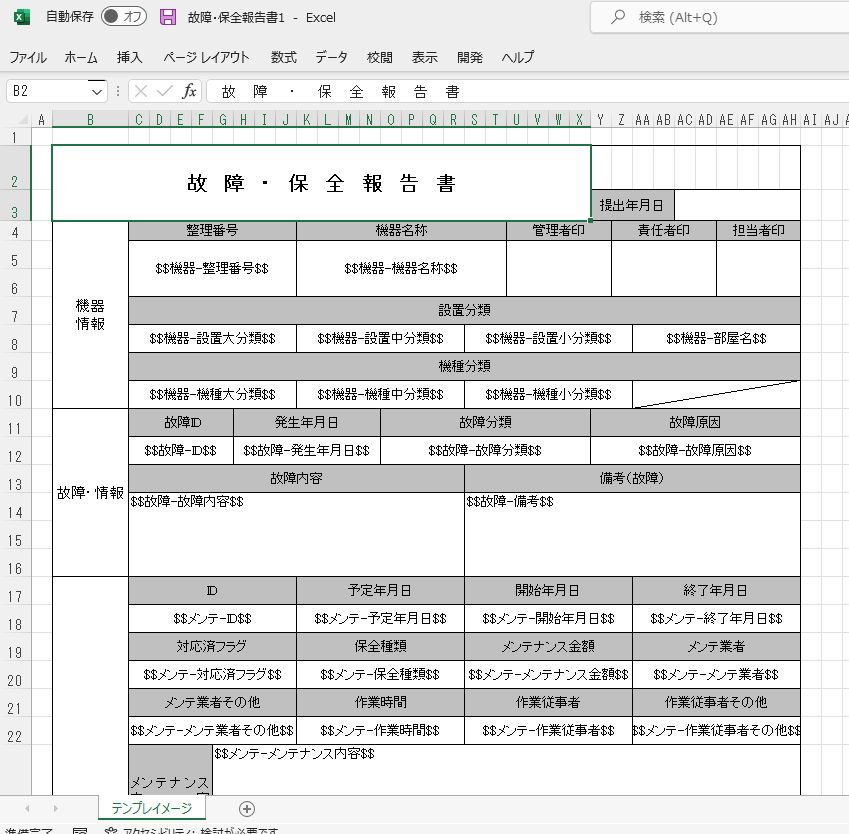 自動保存 オフ 故障・保全報告書1 - Excel 検索 (Alt+Q)
ファイル ホーム 挿入 ページ レイアウト 数式 データ 校閲 表示 開発 ヘルプ
B2 fx 故 障 ・ 保 全 報 告 書
A B C D E F G H I J K L M N O P Q R S T U V W X Y Z AA AB AC AD AE AF AG AH AI AJ
1
2 故 障 ・ 保 全 報 告 書
3 提出年月日
4 整理番号 機器名称 管理者印 責任者印 担当者印
5 $$機器-整理番号$$ $$機器-機器名称$$
6
機器
情報
7 設置分類
8 $$機器-設置大分類$$ $$機器-設置中分類$$ $$機器-設置小分類$$ $$機器-部屋名$$
9 機種分類
10 $$機器-機種大分類$$ $$機器-機種中分類$$ $$機器-機種小分類$$
11 故障ID 発生年月日 故障分類 故障原因
12 $$故障-ID$$ $$故障-発生年月日$$ $$故障-故障分類$$ $$故障-故障原因$$
13 故障内容 備考(故障)
故障・情報
14 $$故障-故障内容$$ $$故障-備考$$
15
16
17 ID 予定年月日 開始年月日 終了年月日
18 $$メンテ-ID$$ $$メンテ-予定年月日$$ $$メンテ-開始年月日$$ $$メンテ-終了年月日$$
19 対応済フラグ 保全種類 メンテナンス金額 メンテ業者
20 $$メンテ-対応済フラグ$$ $$メンテ-保全種類$$ $$メンテ-メンテナンス金額$$ $$メンテ-メンテ業者$$
21 メンテ業者その他 作業時間 作業従事者 作業従事者その他
22 $$メンテ-メンテ業者その他$$ $$メンテ-作業時間$$ $$メンテ-作業従事者$$ $$メンテ-作業従事者その他$$
$$メンテ-メンテナンス内容$$
メンテナンス
テンプレイメージ
準備完了 アクセシビリティ: 検討が必要です